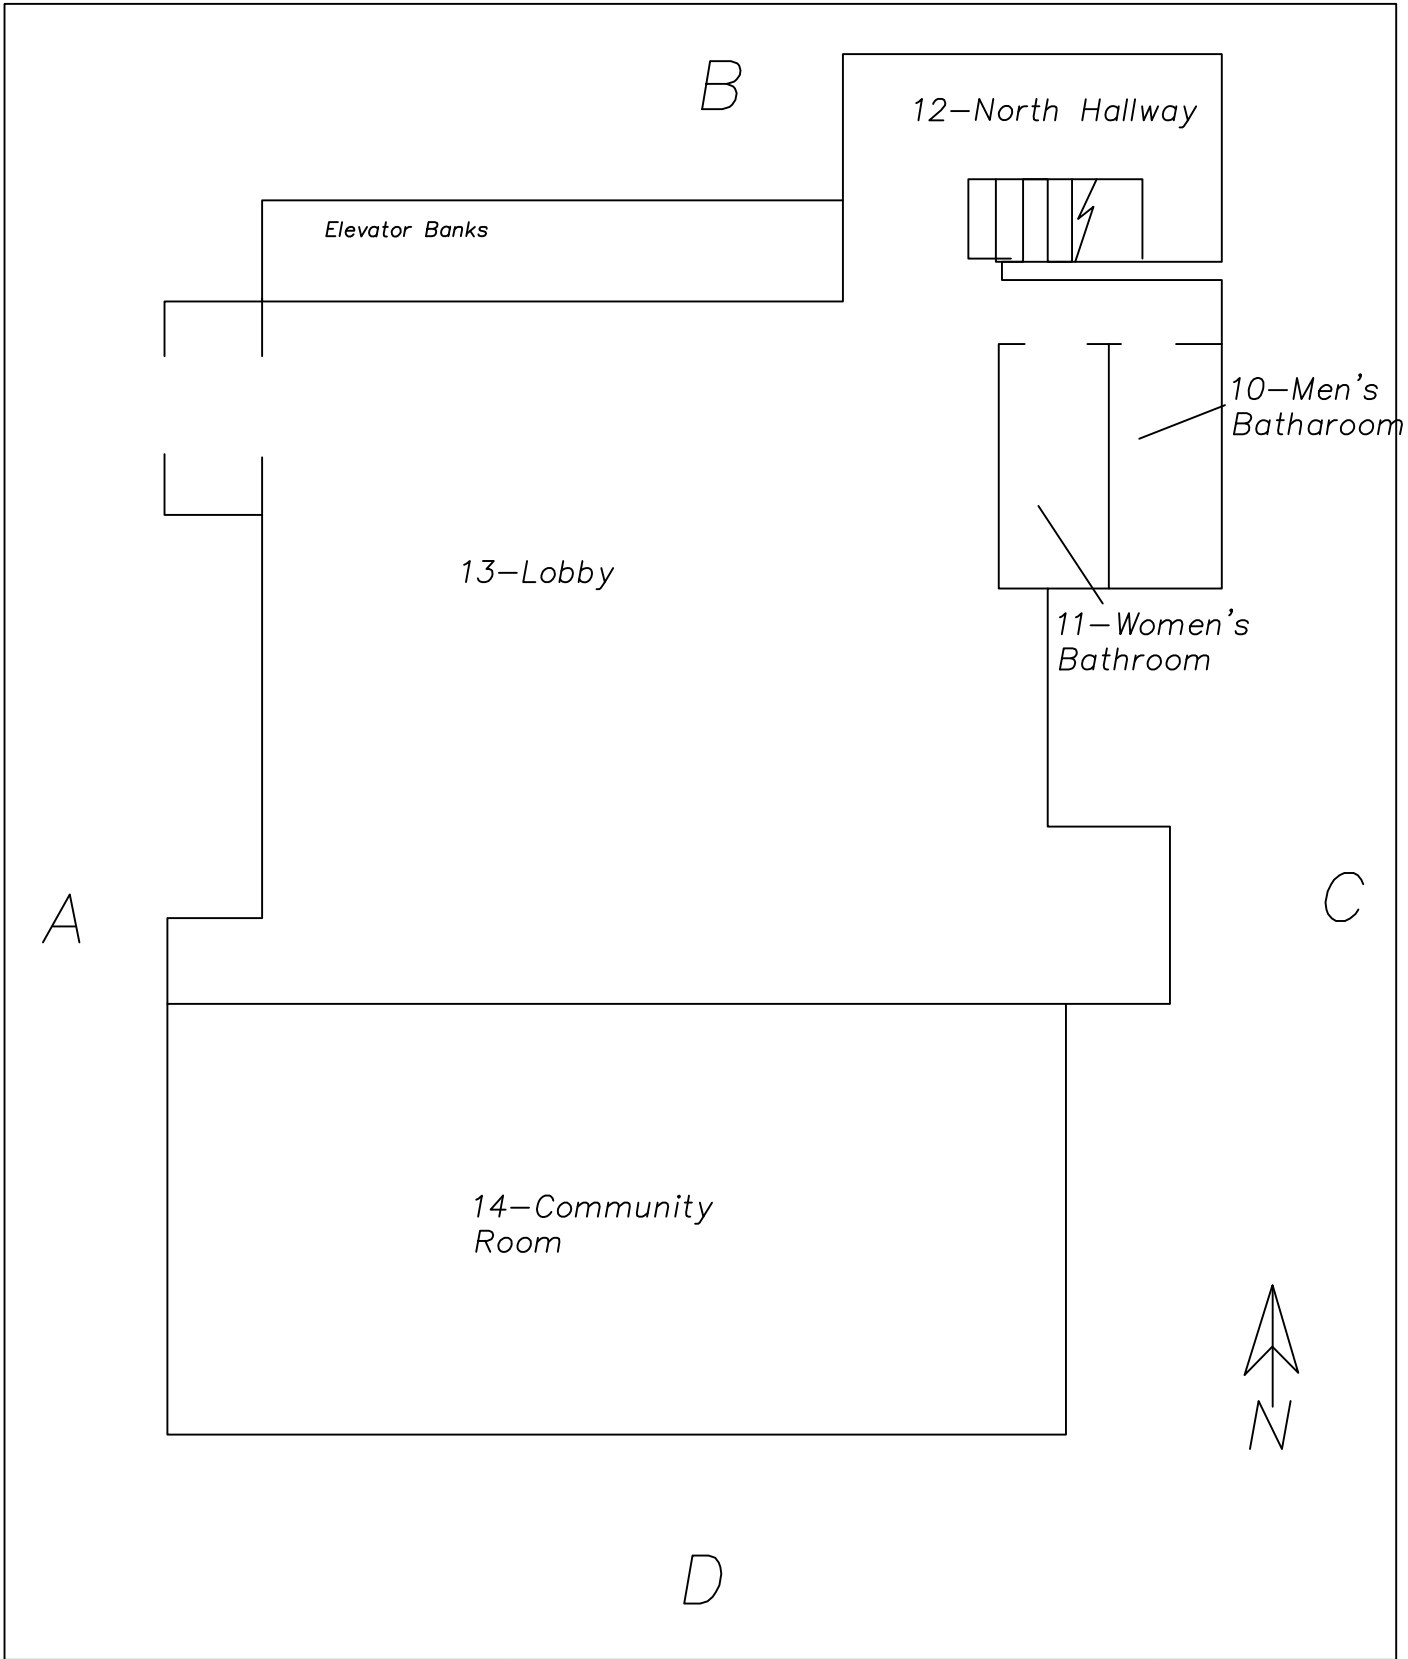 B
12-North Hallway
Elevator Banks
10-Men's
Batharoom
13-Lobby
11-Women's
Bathroom
A
C
14-Community
Room
N
D